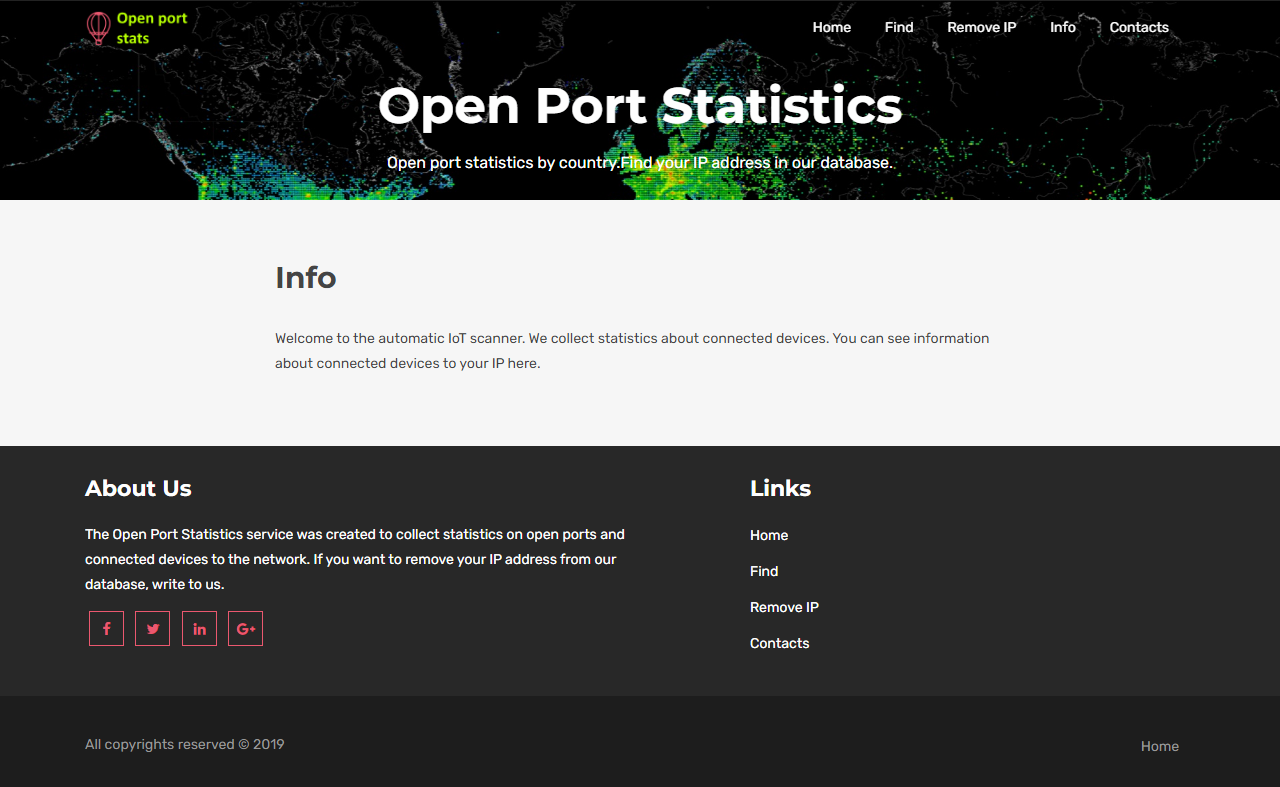 Open port
stats
Home Find Remove IP Info Contacts
Open Port Statistics
Open port statistics by country.Find your IP address in our database.
Info
Welcome to the automatic IoT scanner. We collect statistics about connected devices. You can see information
about connected devices to your IP here.
About Us
The Open Port Statistics service was created to collect statistics on open ports and
connected devices to the network. If you want to remove your IP address from our
database, write to us.
Links
Home
Find
Remove IP
Contacts
All copyrights reserved © 2019
Home